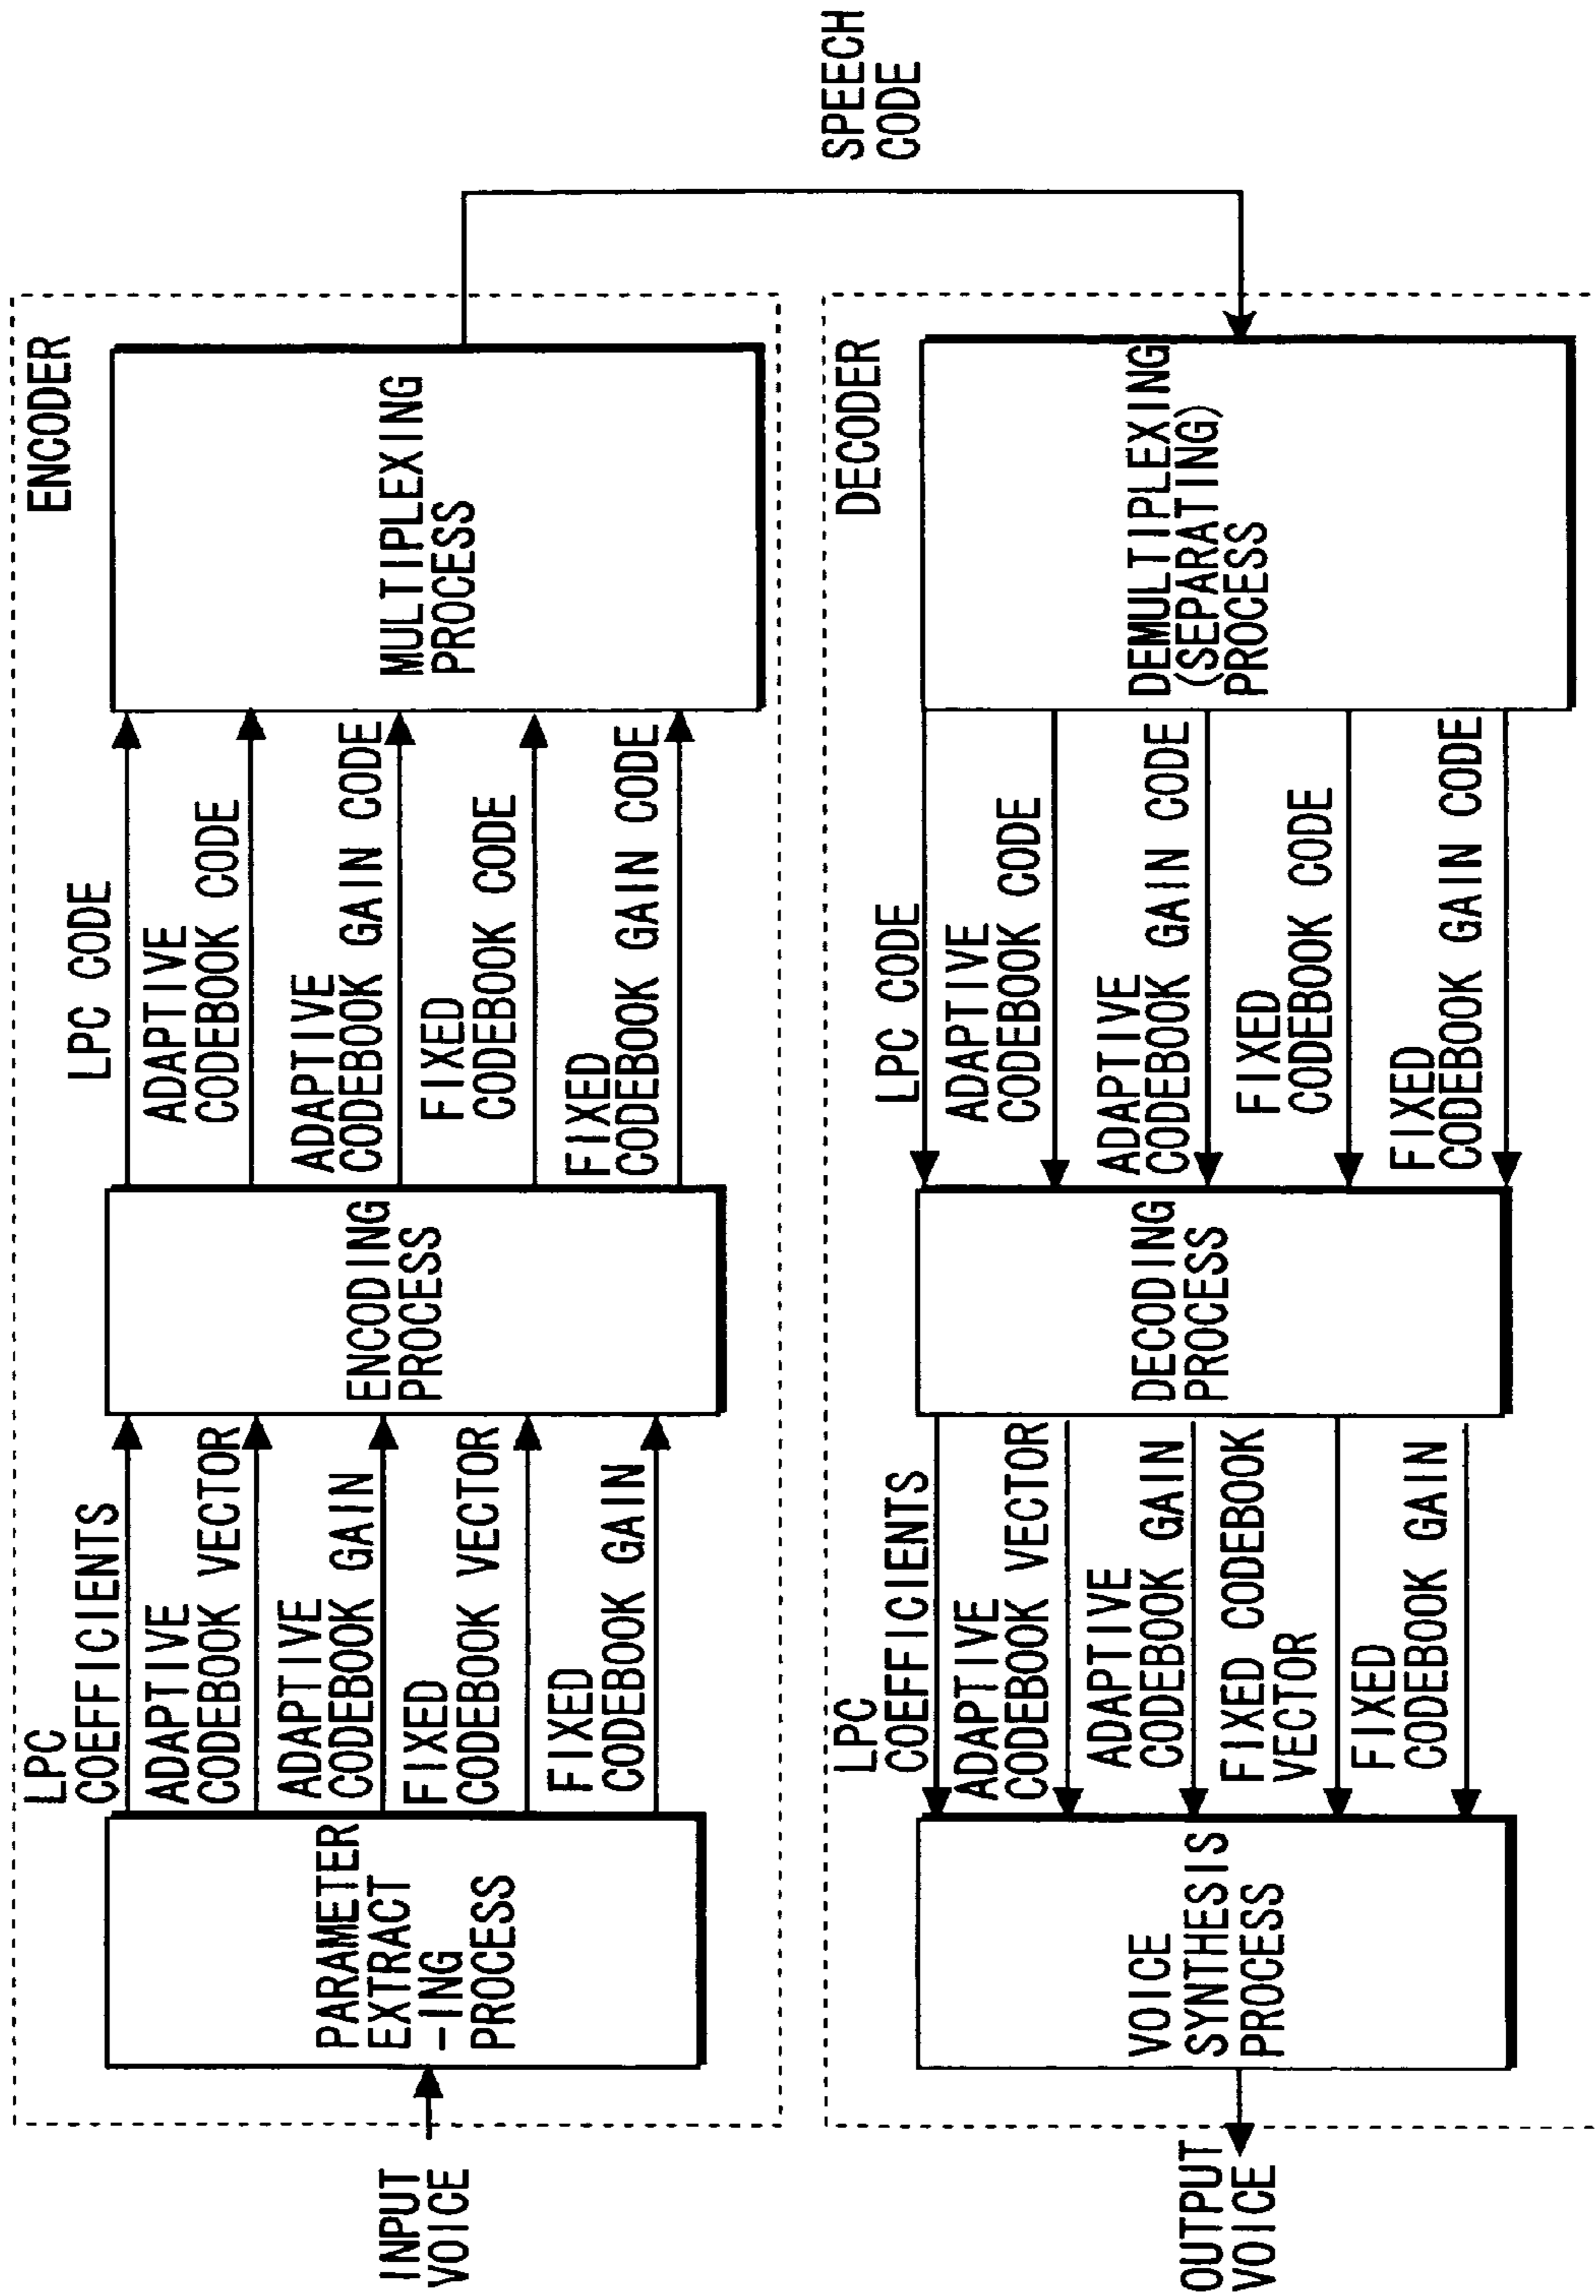 ENCODER
INPUT
VOICE
PARAMETER
EXTRACT
-ING
PROCESS
LPC
COEFFICIENTS
ADAPTIVE
CODEBOOK VECTOR
ADAPTIVE
CODEBOOK GAIN
FIXED
CODEBOOK VECTOR
FIXED
CODEBOOK GAIN
ENCODING
PROCESS
LPC CODE
ADAPTIVE
CODEBOOK CODE
ADAPTIVE
CODEBOOK GAIN CODE
FIXED
CODEBOOK CODE
FIXED
CODEBOOK GAIN CODE
MULTIPLEXING
PROCESS
SPEECH
CODE
DECODER
OUTPUT
VOICE
VOICE
SYNTHESIS
PROCESS
LPC
COEFFICIENTS
ADAPTIVE
CODEBOOK VECTOR
ADAPTIVE
CODEBOOK GAIN
FIXED CODEBOOK
VECTOR
FIXED
CODEBOOK GAIN
DECODING
PROCESS
LPC CODE
ADAPTIVE
CODEBOOK CODE
ADAPTIVE
CODEBOOK GAIN CODE
FIXED
CODEBOOK CODE
FIXED
CODEBOOK GAIN CODE
DEMULTIPLEXING
(SEPARATING)
PROCESS